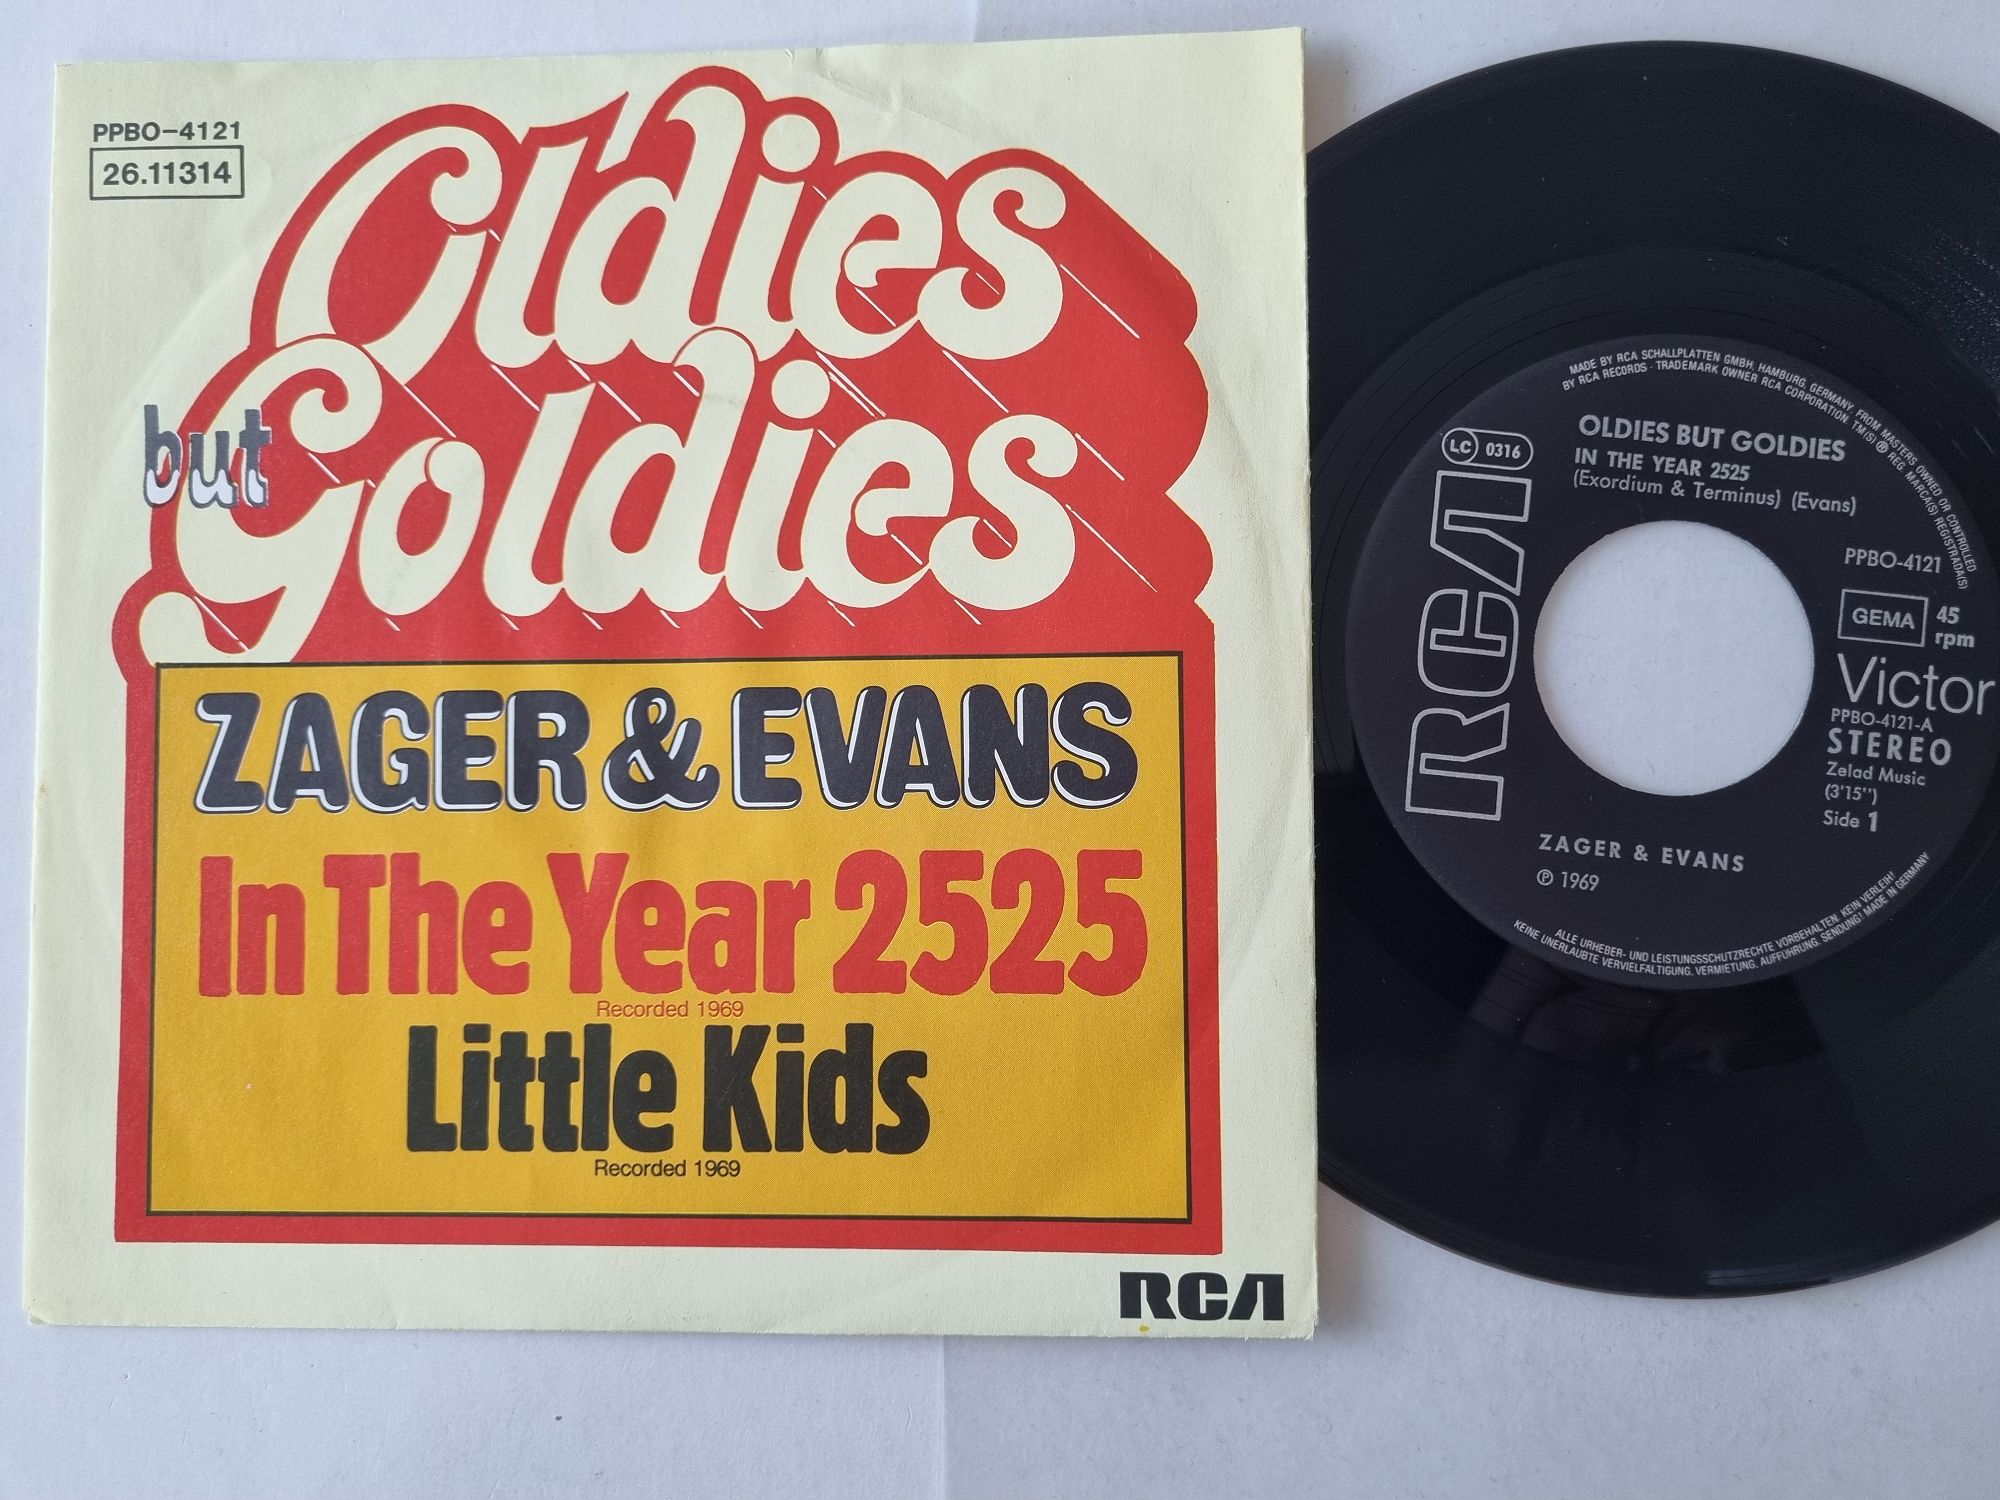 PPBO-4121
26.11314
Oldies
but
Goldies
ZAGER & EVANS
In The Year 2525
Recorded 1969
Little Kids
Recorded 1969
RCA
MADE BY RCA SCHALLPLATTEN GMBH, HAMBURG, GERMANY, FROM MASTERS OWNED OR CONTROLLED
BY RCA RECORDS · TRADEMARK OWNER RCA CORPORATION. TM(S) ® REG. MARCA(S) REGISTRADA(S)
LC 0316
OLDIES BUT GOLDIES
IN THE YEAR 2525
(Exordium & Terminus) (Evans)
RCA
PPBO-4121
GEMA
45
rpm
Victor
PPBO-4121-A
STEREO
Zelad Music
(3'15'')
Side 1
ZAGER & EVANS
℗ 1969
ALLE URHEBER- UND LEISTUNGSSCHUTZRECHTE VORBEHALTEN. KEIN VERLEIH!
KEINE UNERLAUBTE VERVIELFÄLTIGUNG, VERMIETUNG, AUFFÜHRUNG, SENDUNG! MADE IN GERMANY